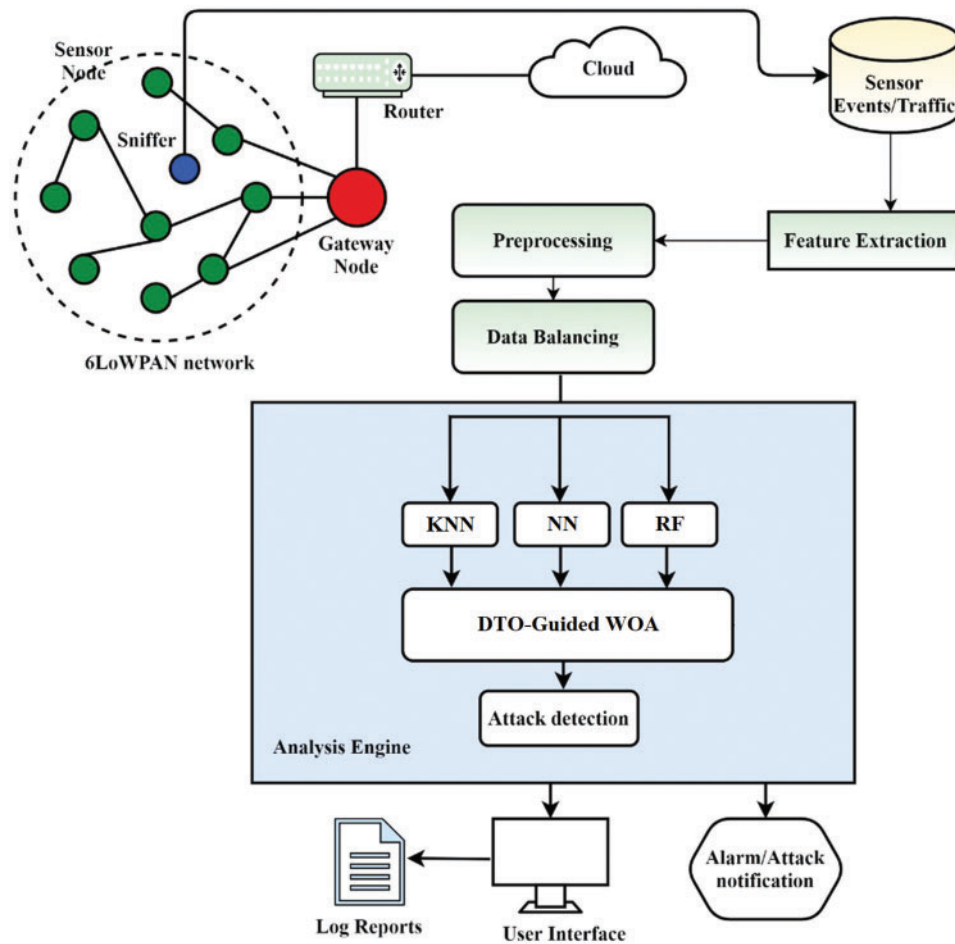 Sensor
Node
Sniffer
Router
Cloud
Sensor
Events/Traffic
Gateway
Node
6LoWPAN network
Preprocessing
Feature Extraction
Data Balancing
KNN
NN
RF
DTO-Guided WOA
Attack detection
Analysis Engine
Log Reports
User Interface
Alarm/Attack
notification